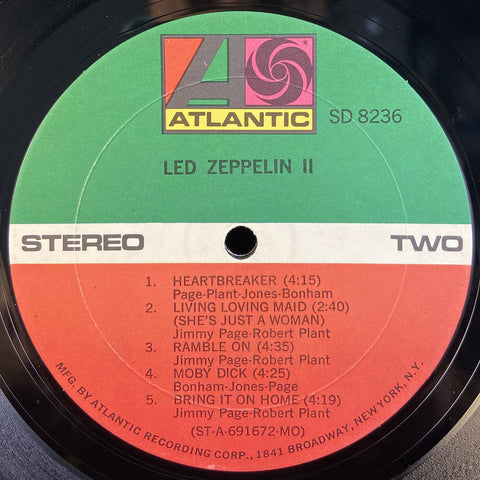 ATLANTIC
SD 8236
LED ZEPPELIN II
STEREO
TWO
1. HEARTBREAKER (4:15)
Page-Plant-Jones-Bonham
2. LIVING LOVING MAID (2:40)
(SHE'S JUST A WOMAN)
Jimmy Page-Robert Plant
3. RAMBLE ON (4:35)
Jimmy Page-Robert Plant
4. MOBY DICK (4:25)
Bonham-Jones-Page
5. BRING IT ON HOME (4:19)
Jimmy Page-Robert Plant
(ST-A-691672-MO)
MFG. BY ATLANTIC RECORDING CORP., 1841 BROADWAY, NEW YORK, N.Y.